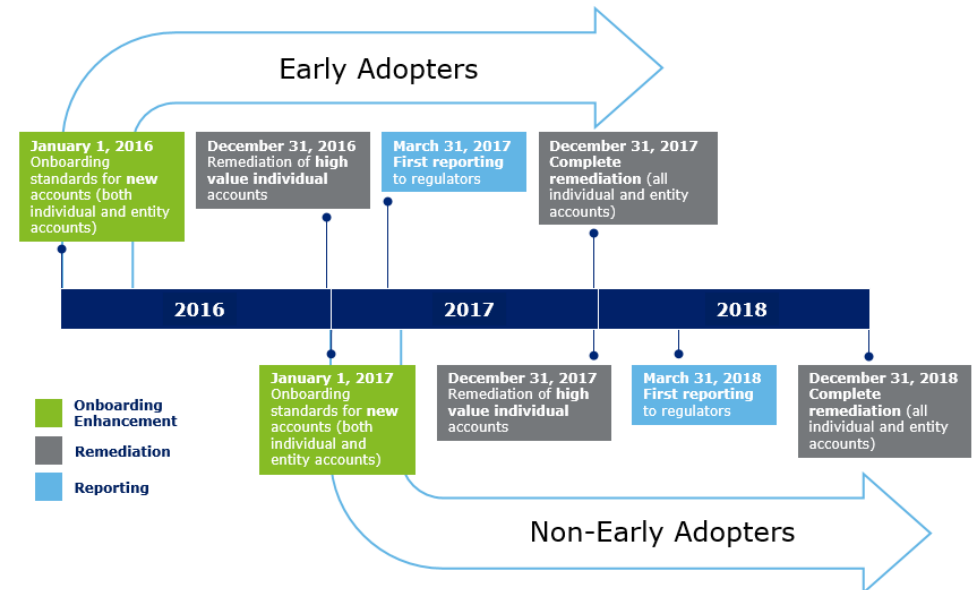 Early Adopters
January 1, 2016
Onboarding
standards for new
accounts (both
individual and entity
accounts)
December 31, 2016
Remediation of high
value individual
accounts
March 31, 2017
First reporting
to regulators
December 31, 2017
Complete
remediation (all
individual and entity
accounts)
2016
2017
2018
January 1, 2017
Onboarding
standards for new
accounts (both
individual and
entity accounts)
December 31, 2017
Remediation of high
value individual
accounts
March 31, 2018
First reporting
to regulators
December 31, 2018
Complete
remediation (all
individual and entity
accounts)
Onboarding
Enhancement
Remediation
Reporting
Non-Early Adopters